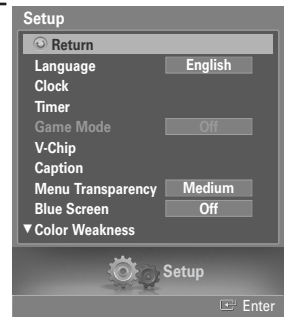 Setup
Return
Language English
Clock
Timer
Game Mode Off
V-Chip
Caption
Menu Transparency Medium
Blue Screen Off
▼Color Weakness
Setup
Enter